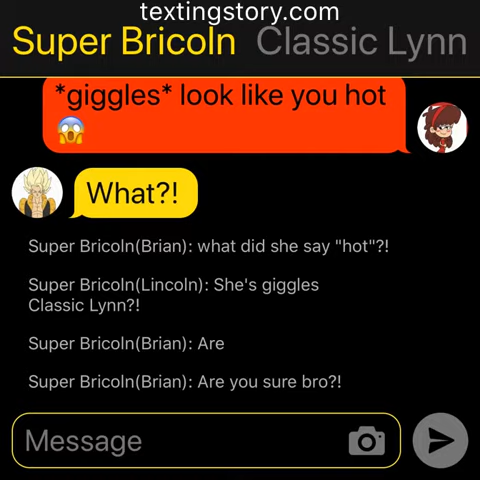 textingstory.com
Super Bricoln Classic Lynn
*giggles* look like you hot
😱
What?!
Super Bricoln(Brian): what did she say "hot"?!
Super Bricoln(Lincoln): She's giggles
Classic Lynn?!
Super Bricoln(Brian): Are
Super Bricoln(Brian): Are you sure bro?!
Message